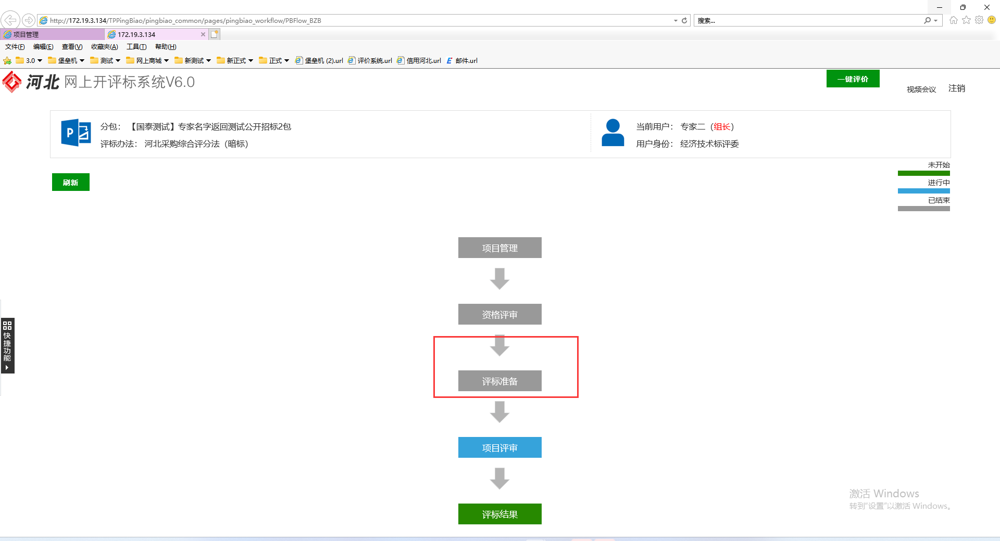 http://172.19.3.134/TPPingBiao/pingbiao_common/pages/pingbiao_workflow/PBFlow_BZB
搜索...
项目管理
172.19.3.134
文件(F) 编辑(E) 查看(V) 收藏夹(A) 工具(T) 帮助(H)
3.0 堡垒机 测试 网上商城 新测试 新正式 正式 堡垒机 (2).url 评价系统.url 信用河北.url 邮件.url
河北 网上开评标系统V6.0
一键评价
视频会议
注销
分包： 【国泰测试】专家名字返回测试公开招标2包
评标办法： 河北采购综合评分法（暗标）
当前用户： 专家二（组长）
用户身份： 经济技术标评委
刷新
未开始
进行中
已结束
项目管理
资格评审
评标准备
项目评审
评标结果
快捷功能
激活 Windows
转到“设置”以激活 Windows。